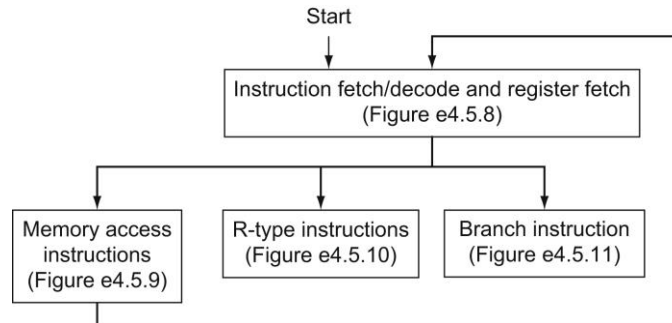 Start
Instruction fetch/decode and register fetch
(Figure e4.5.8)
Memory access
instructions
(Figure e4.5.9)
R-type instructions
(Figure e4.5.10)
Branch instruction
(Figure e4.5.11)